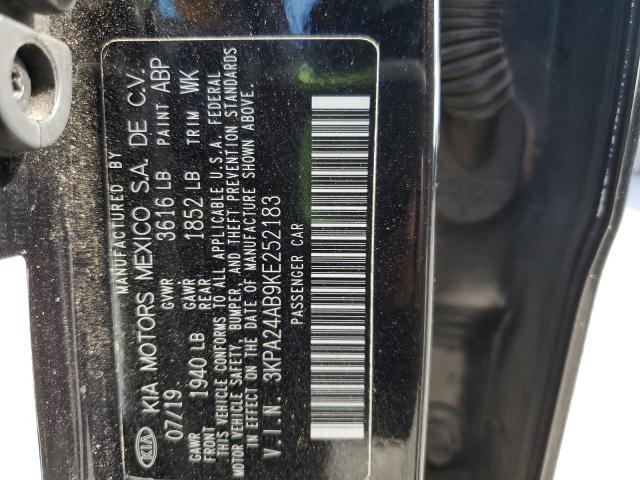 MANUFACTURED BY
KIA KIA MOTORS MEXICO S.A. DE C.V.
07/19 GVWR 3616 LB PAINT ABP
GAWR FRONT 1940 LB GAWR REAR 1852 LB TRIM WK
THIS VEHICLE CONFORMS TO ALL APPLICABLE U.S.A. FEDERAL
MOTOR VEHICLE SAFETY, BUMPER, AND THEFT PREVENTION STANDARDS
IN EFFECT ON THE DATE OF MANUFACTURE SHOWN ABOVE.
V.I.N. 3KPA24AB9KE252183
PASSENGER CAR